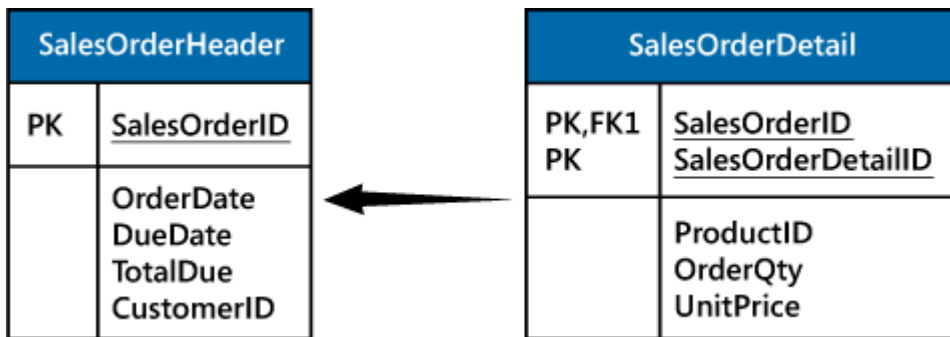 SalesOrderHeader
PK SalesOrderID
OrderDate
DueDate
TotalDue
CustomerID
SalesOrderDetail
PK,FK1 SalesOrderID
PK SalesOrderDetailID
ProductID
OrderQty
UnitPrice